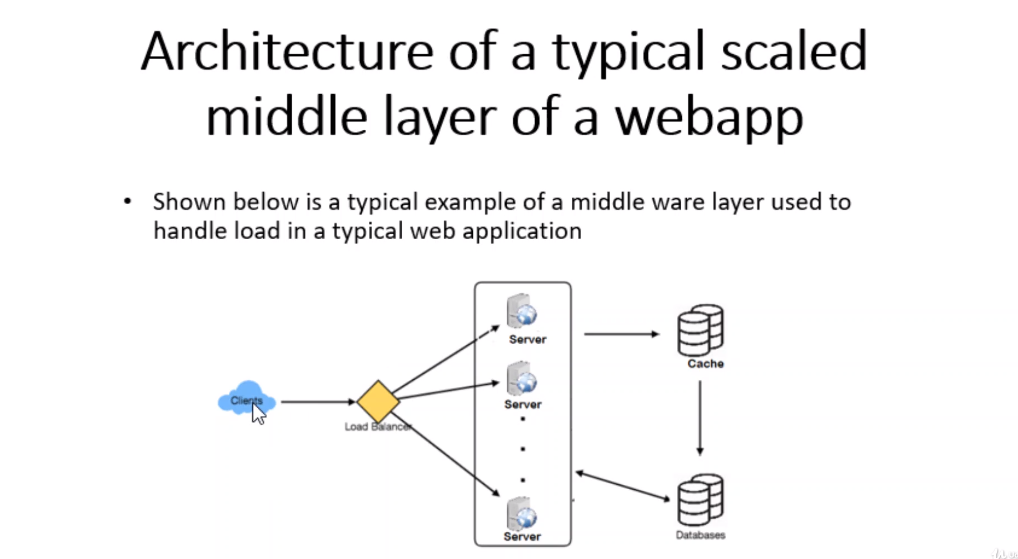 Architecture of a typical scaled
middle layer of a webapp
• Shown below is a typical example of a middle ware layer used to
handle load in a typical web application
Server
Cache
Clients
Server
Load Balancer
Server
Databases